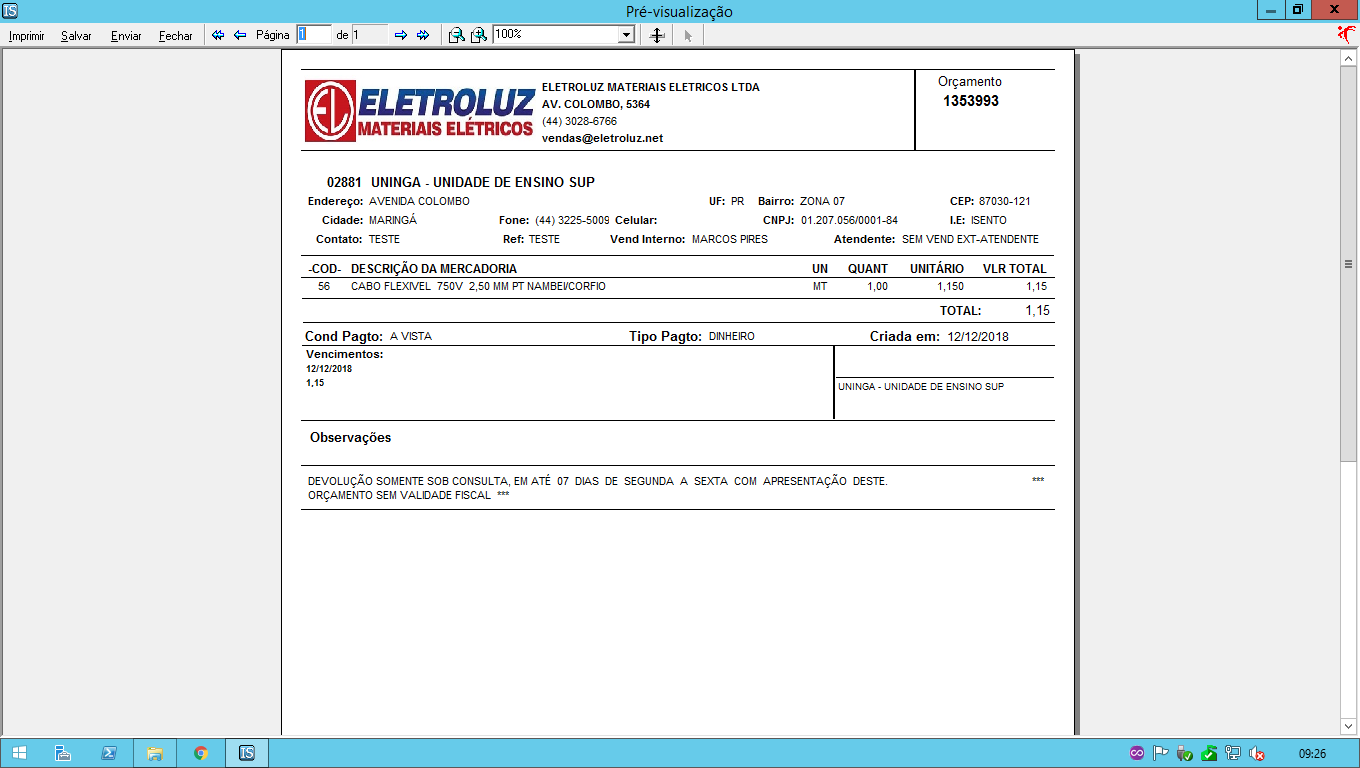 Pré-visualização
Imprimir Salvar Enviar Fechar Página 1 de 1 100%
EL ELETROLUZ
MATERIAIS ELÉTRICOS
ELETROLUZ MATERIAIS ELETRICOS LTDA
AV. COLOMBO, 5364
(44) 3028-6766
vendas@eletroluz.net
Orçamento
1353993
02881 UNINGA - UNIDADE DE ENSINO SUP
Endereço: AVENIDA COLOMBO UF: PR Bairro: ZONA 07 CEP: 87030-121
Cidade: MARINGÁ Fone: (44) 3225-5009 Celular: CNPJ: 01.207.056/0001-84 I.E: ISENTO
Contato: TESTE Ref: TESTE Vend Interno: MARCOS PIRES Atendente: SEM VEND EXT-ATENDENTE
-COD- DESCRIÇÃO DA MERCADORIA UN QUANT UNITÁRIO VLR TOTAL
56 CABO FLEXIVEL 750V 2,50 MM PT NAMBEI/CORFIO MT 1,00 1,150 1,15
TOTAL: 1,15
Cond Pagto: A VISTA Tipo Pagto: DINHEIRO Criada em: 12/12/2018
Vencimentos:
12/12/2018
1,15
UNINGA - UNIDADE DE ENSINO SUP
Observações
DEVOLUÇÃO SOMENTE SOB CONSULTA, EM ATÉ 07 DIAS DE SEGUNDA A SEXTA COM APRESENTAÇÃO DESTE. ***
ORÇAMENTO SEM VALIDADE FISCAL ***
09:26